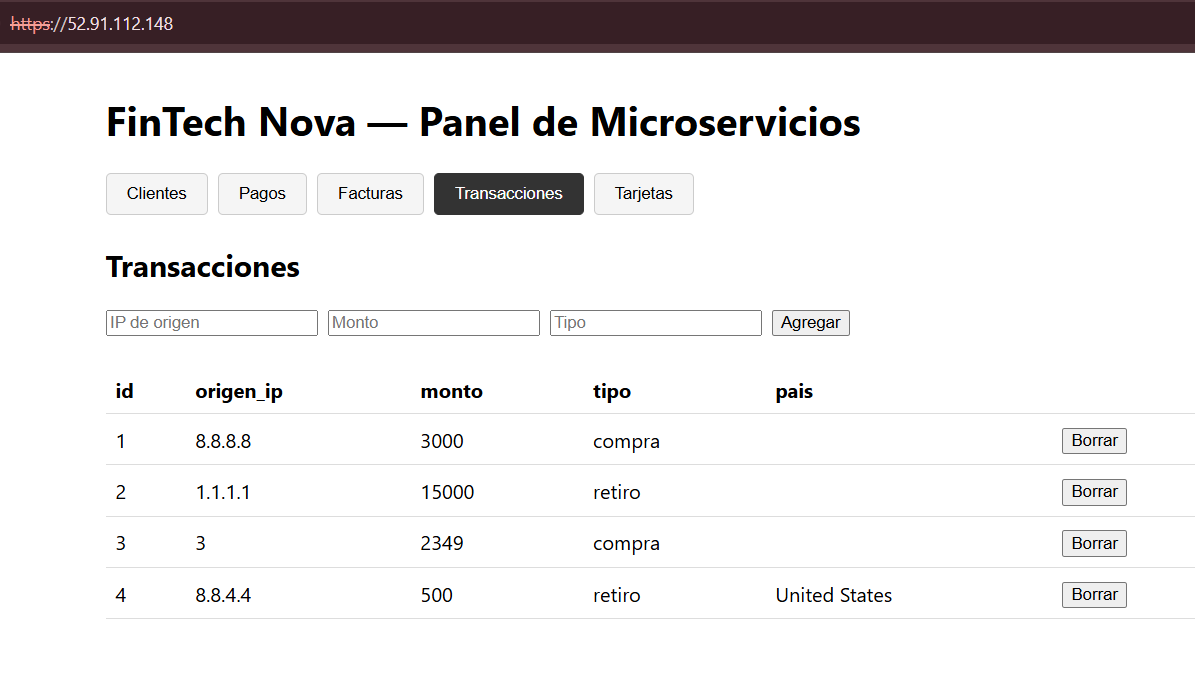 https://52.91.112.148
FinTech Nova — Panel de Microservicios
Clientes Pagos Facturas Transacciones Tarjetas
Transacciones
IP de origen Monto Tipo Agregar
id origen_ip monto tipo pais
1 8.8.8.8 3000 compra Borrar
2 1.1.1.1 15000 retiro Borrar
3 3 2349 compra Borrar
4 8.8.4.4 500 retiro United States Borrar